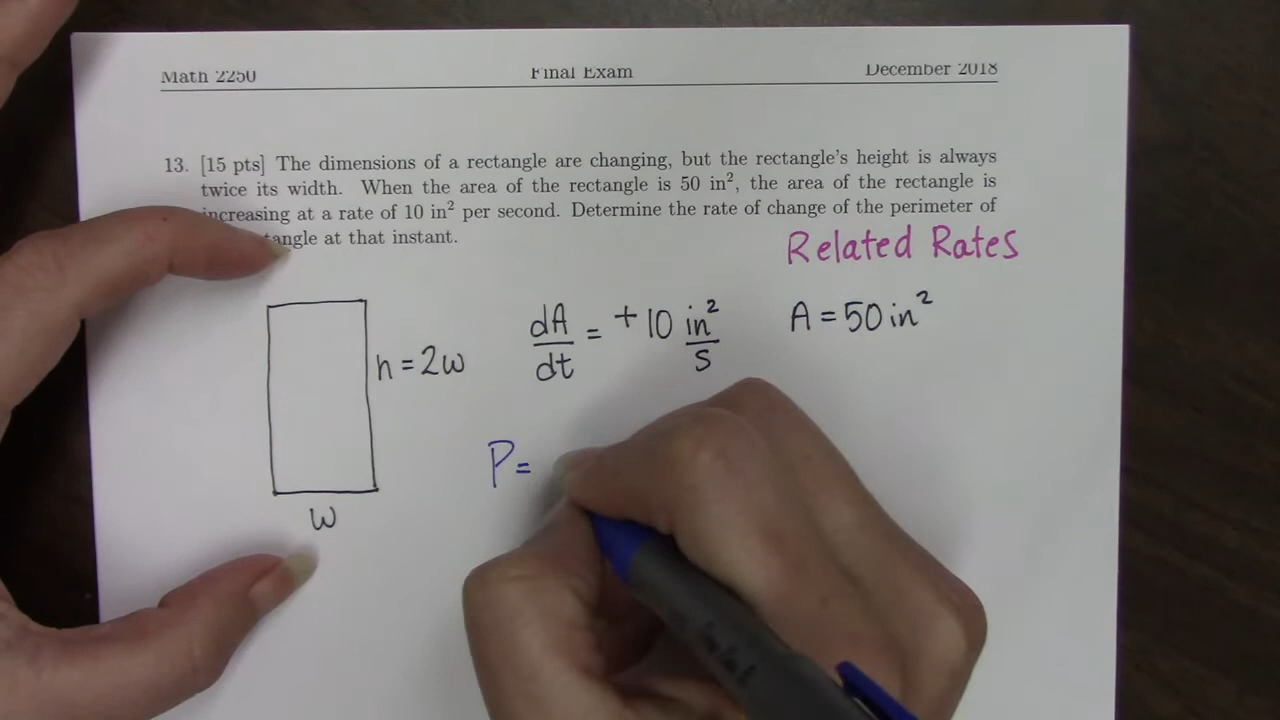 Math 2250 Final Exam December 2018
13. [15 pts] The dimensions of a rectangle are changing, but the rectangle's height is always
twice its width. When the area of the rectangle is 50 in², the area of the rectangle is
increasing at a rate of 10 in² per second. Determine the rate of change of the perimeter of
tangle at that instant.
Related Rates
dA/dt = +10 in²/s A = 50 in²
h = 2w
P =
w